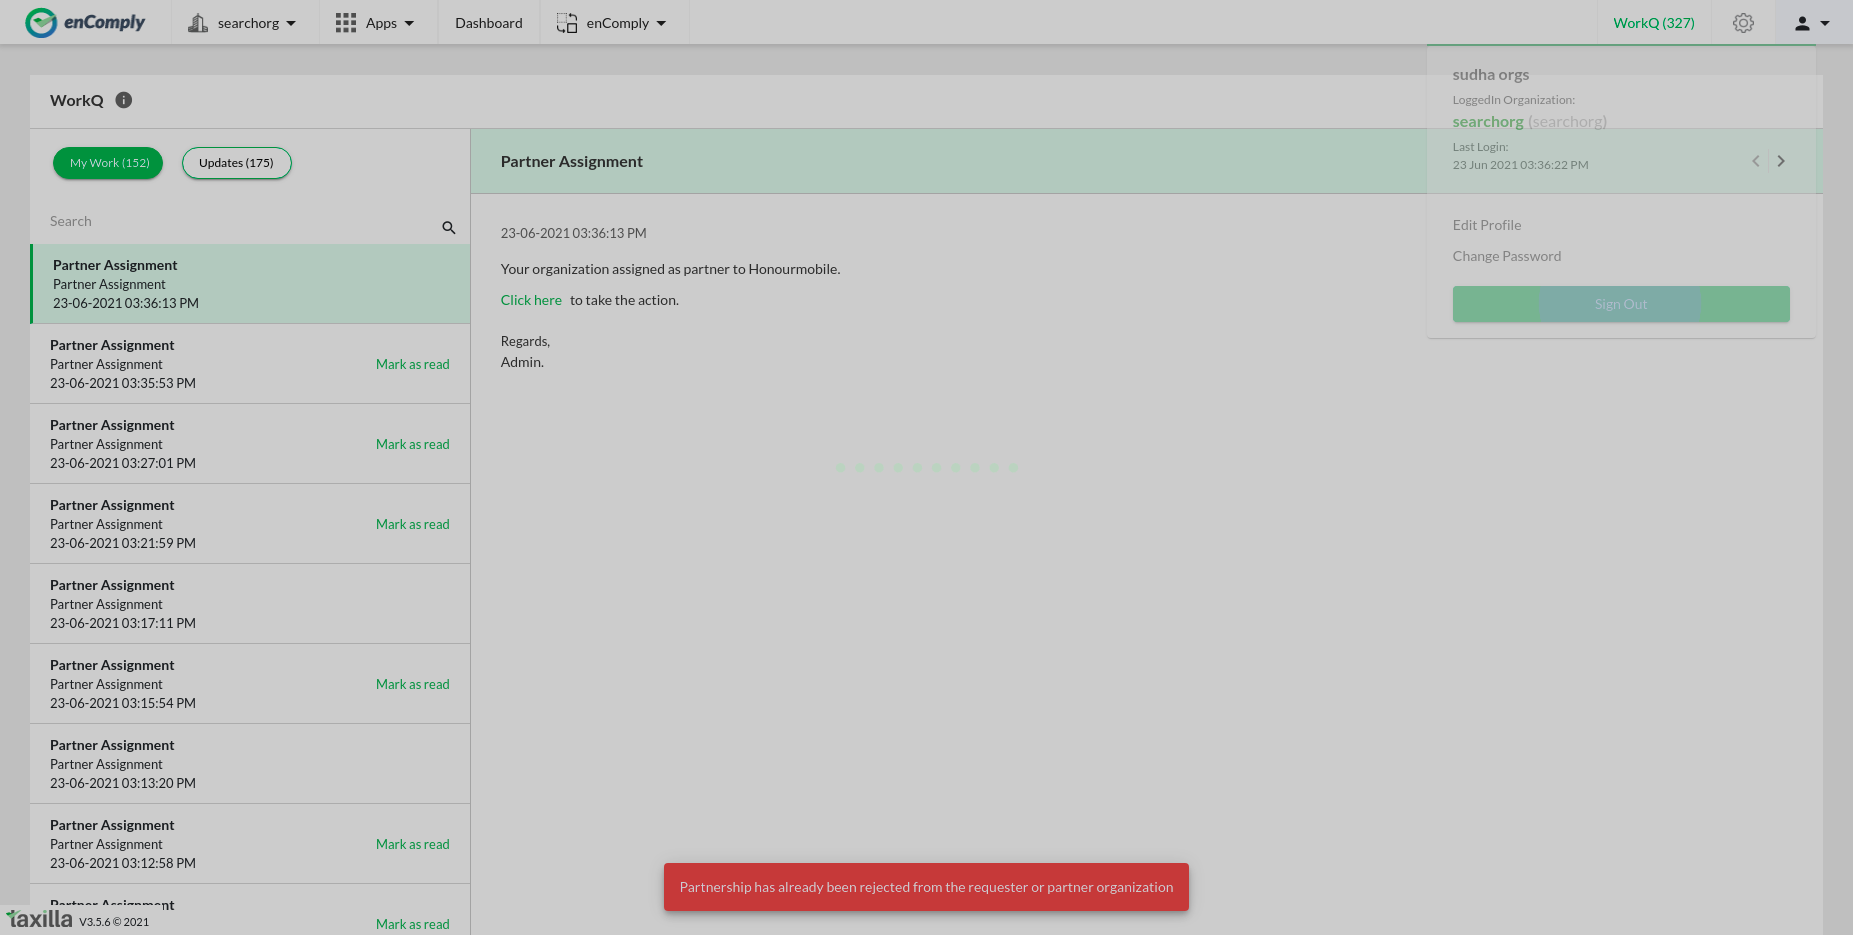 enComply
searchorg
Apps
Dashboard
enComply
WorkQ (327)
sudha orgs
LoggedIn Organization:
searchorg (searchorg)
Last Login:
23 Jun 2021 03:36:22 PM
Edit Profile
Change Password
Sign Out
WorkQ
My Work (152)
Updates (175)
Search
Partner Assignment
Partner Assignment
23-06-2021 03:36:13 PM
Partner Assignment
Partner Assignment
Mark as read
23-06-2021 03:35:53 PM
Partner Assignment
Partner Assignment
Mark as read
23-06-2021 03:27:01 PM
Partner Assignment
Partner Assignment
Mark as read
23-06-2021 03:21:59 PM
Partner Assignment
Partner Assignment
23-06-2021 03:17:11 PM
Partner Assignment
Partner Assignment
Mark as read
23-06-2021 03:15:54 PM
Partner Assignment
Partner Assignment
23-06-2021 03:13:20 PM
Partner Assignment
Partner Assignment
Mark as read
23-06-2021 03:12:58 PM
Partner Assignment
Mark as read
Partner Assignment
23-06-2021 03:36:13 PM
Your organization assigned as partner to Honourmobile.
Click here to take the action.
Regards,
Admin.
Partnership has already been rejected from the requester or partner organization
taxilla V3.5.6 © 2021